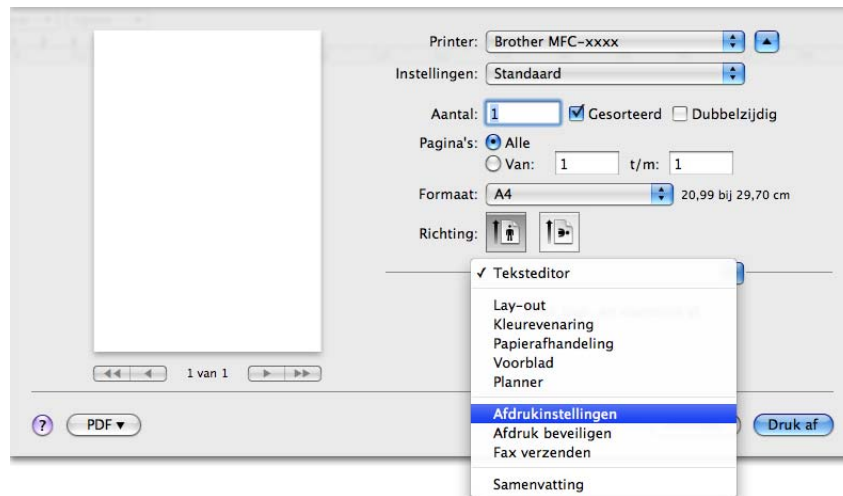 Printer: Brother MFC-xxxx
Instellingen: Standaard
Aantal: 1 Gesorteerd Dubbelzijdig
Pagina's: Alle
Van: 1 t/m: 1
Formaat: A4 20,99 bij 29,70 cm
Richting:
✓ Teksteditor
Lay-out
Kleurevenaring
Papierafhandeling
Voorblad
Planner
Afdrukinstellingen
Afdruk beveiligen
Fax verzenden
Samenvatting
1 van 1
? PDF ▼ Druk af